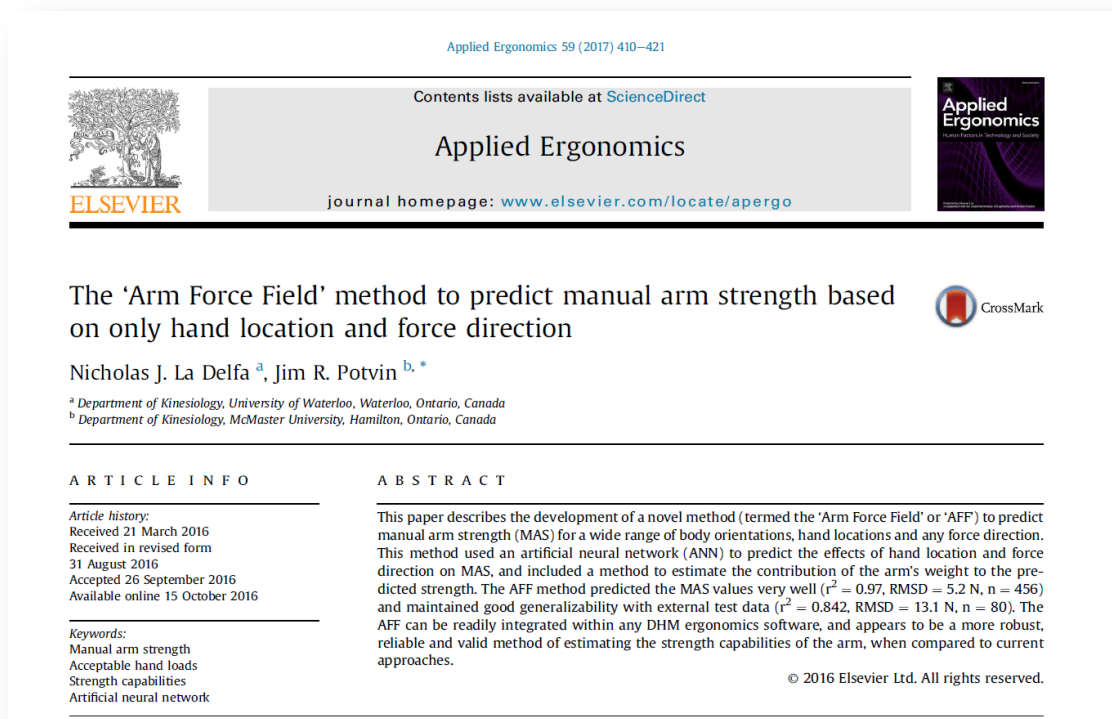 Applied Ergonomics 59 (2017) 410–421
Contents lists available at ScienceDirect
Applied Ergonomics
journal homepage: www.elsevier.com/locate/apergo
ELSEVIER
Applied
Ergonomics
Human Factors in Technology and Society
The ‘Arm Force Field’ method to predict manual arm strength based
on only hand location and force direction
CrossMark
Nicholas J. La Delfa a, Jim R. Potvin b, *
a Department of Kinesiology, University of Waterloo, Waterloo, Ontario, Canada
b Department of Kinesiology, McMaster University, Hamilton, Ontario, Canada
ARTICLE INFO
Article history:
Received 21 March 2016
Received in revised form
31 August 2016
Accepted 26 September 2016
Available online 15 October 2016
Keywords:
Manual arm strength
Acceptable hand loads
Strength capabilities
Artificial neural network
ABSTRACT
This paper describes the development of a novel method (termed the ‘Arm Force Field’ or ‘AFF’) to predict
manual arm strength (MAS) for a wide range of body orientations, hand locations and any force direction.
This method used an artificial neural network (ANN) to predict the effects of hand location and force
direction on MAS, and included a method to estimate the contribution of the arm's weight to the pre-
dicted strength. The AFF method predicted the MAS values very well (r2 = 0.97, RMSD = 5.2 N, n = 456)
and maintained good generalizability with external test data (r2 = 0.842, RMSD = 13.1 N, n = 80). The
AFF can be readily integrated within any DHM ergonomics software, and appears to be a more robust,
reliable and valid method of estimating the strength capabilities of the arm, when compared to current
approaches.
© 2016 Elsevier Ltd. All rights reserved.